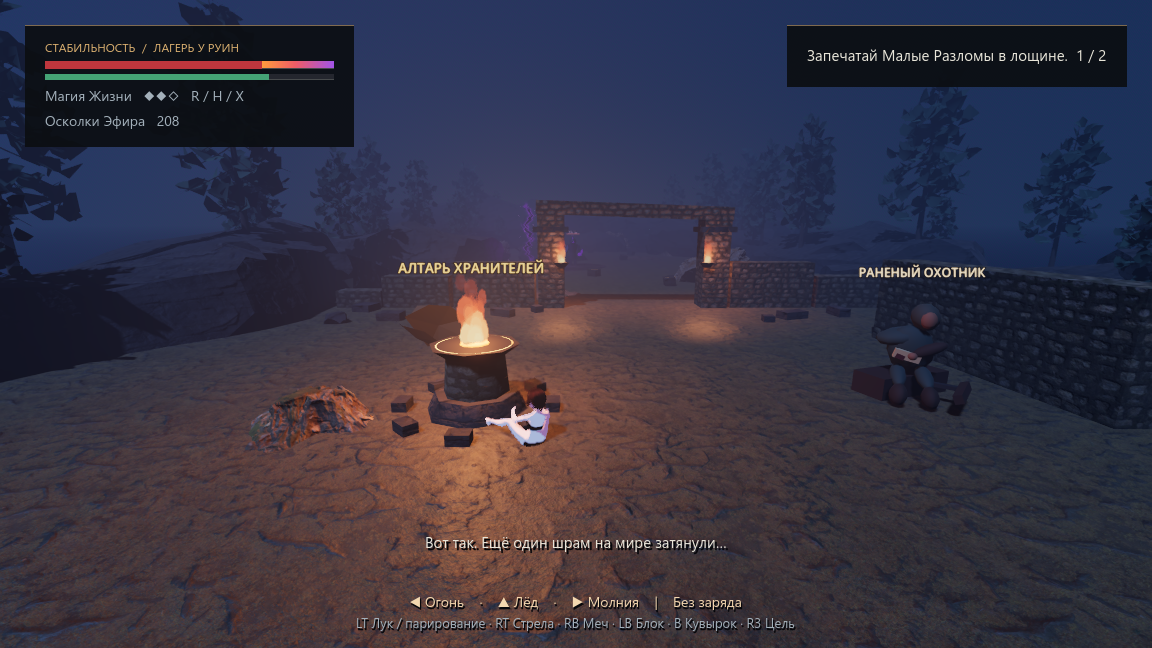 СТАБИЛЬНОСТЬ / ЛАГЕРЬ У РУИН
Магия Жизни ◆◆◇ R / H / X
Осколки Эфира 208
Запечатай Малые Разломы в лощине. 1 / 2
АЛТАРЬ ХРАНИТЕЛЕЙ
РАНЕНЫЙ ОХОТНИК
Вот так. Ещё один шрам на мире затянули...
◀ Огонь · ▲ Лёд · ▶ Молния | Без заряда
LT Лук / парирование · RT Стрела · RB Меч · LB Блок · B Кувырок · R3 Цель